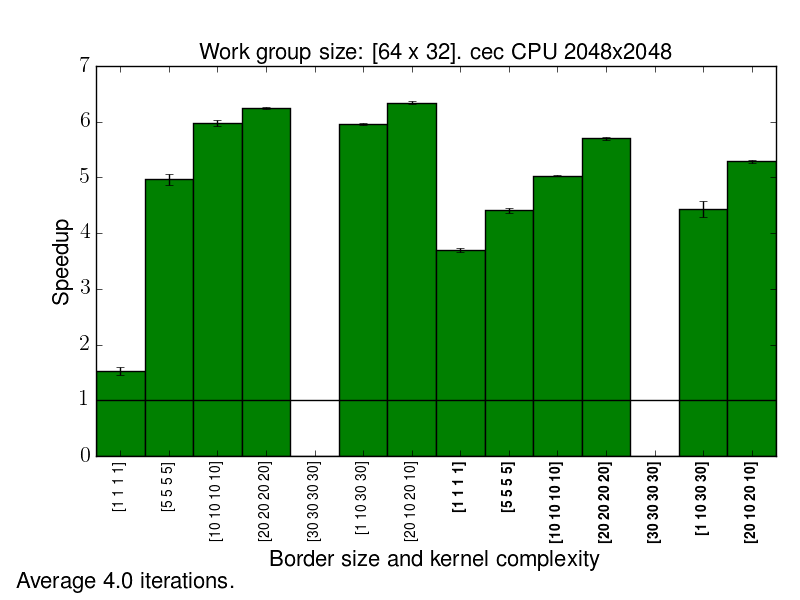 Work group size: [64 x 32]. cec CPU 2048x2048
7
6
5
4
3
2
1
0
Speedup
[1 1 1 1]
[5 5 5 5]
[10 10 10 10]
[20 20 20 20]
[30 30 30 30]
[1 10 30 30]
[20 10 20 10]
[1 1 1 1]
[5 5 5 5]
[10 10 10 10]
[20 20 20 20]
[30 30 30 30]
[1 10 30 30]
[20 10 20 10]
Border size and kernel complexity
Average 4.0 iterations.